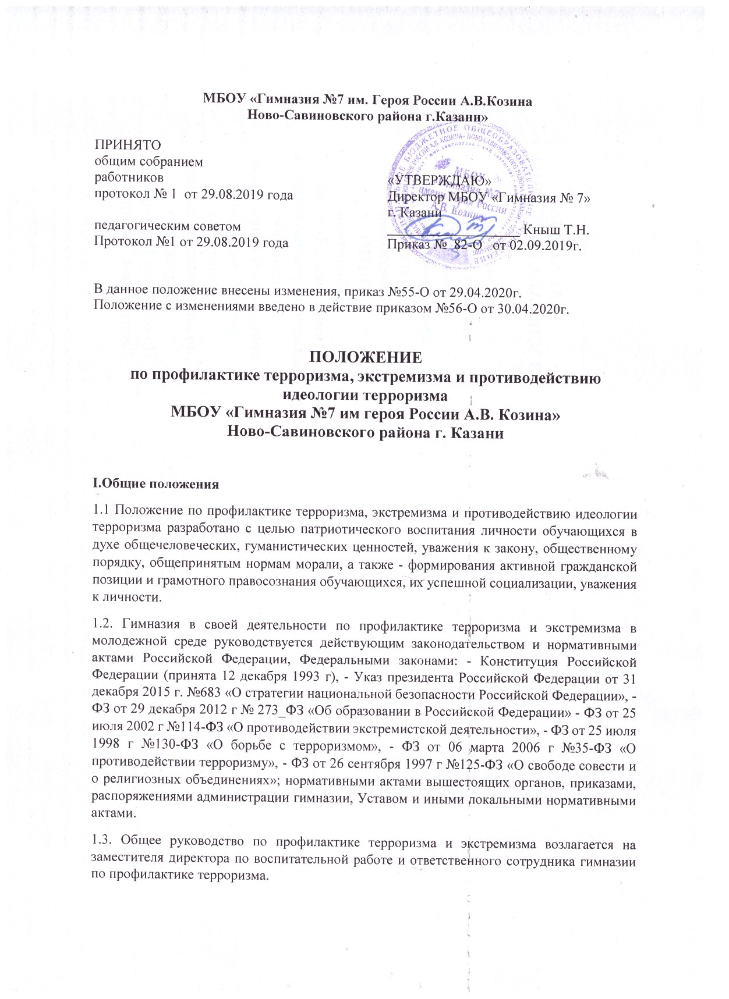 МБОУ «Гимназия №7 им. Героя России А.В.Козина
Ново-Савиновского района г.Казани»
ПРИНЯТО
общим собранием
работников
протокол № 1 от 29.08.2019 года
педагогическим советом
Протокол №1 от 29.08.2019 года
«УТВЕРЖДАЮ»
Директор МБОУ «Гимназия № 7»
г. Казани
__________________ Кныш Т.Н.
Приказ № 82-О от 02.09.2019г.
МБОУ
«Гимназия №7
имени Героя России
А.В. Козина»
В данное положение внесены изменения, приказ №55-О от 29.04.2020г.
Положение с изменениями введено в действие приказом №56-О от 30.04.2020г.
ПОЛОЖЕНИЕ
по профилактике терроризма, экстремизма и противодействию
идеологии терроризма
МБОУ «Гимназия №7 им героя России А.В. Козина»
Ново-Савиновского района г. Казани
I.Общие положения
1.1 Положение по профилактике терроризма, экстремизма и противодействию идеологии
терроризма разработано с целью патриотического воспитания личности обучающихся в
духе общечеловеческих, гуманистических ценностей, уважения к закону, общественному
порядку, общепринятым нормам морали, а также - формирования активной гражданской
позиции и грамотного правосознания обучающихся, их успешной социализации, уважения
к личности.
1.2. Гимназия в своей деятельности по профилактике терроризма и экстремизма в
молодежной среде руководствуется действующим законодательством и нормативными
актами Российской Федерации, Федеральными законами: - Конституция Российской
Федерации (принята 12 декабря 1993 г), - Указ президента Российской Федерации от 31
декабря 2015 г. №683 «О стратегии национальной безопасности Российской Федерации», -
ФЗ от 29 декабря 2012 г № 273_ФЗ «Об образовании в Российской Федерации» - ФЗ от 25
июля 2002 г №114-ФЗ «О противодействии экстремистской деятельности», - ФЗ от 25 июля
1998 г №130-ФЗ «О борьбе с терроризмом», - ФЗ от 06 марта 2006 г №35-ФЗ «О
противодействии терроризму», - ФЗ от 26 сентября 1997 г №125-ФЗ «О свободе совести и
о религиозных объединениях»; нормативными актами вышестоящих органов, приказами,
распоряжениями администрации гимназии, Уставом и иными локальными нормативными
актами.
1.3. Общее руководство по профилактике терроризма и экстремизма возлагается на
заместителя директора по воспитательной работе и ответственного сотрудника гимназии
по профилактике терроризма.